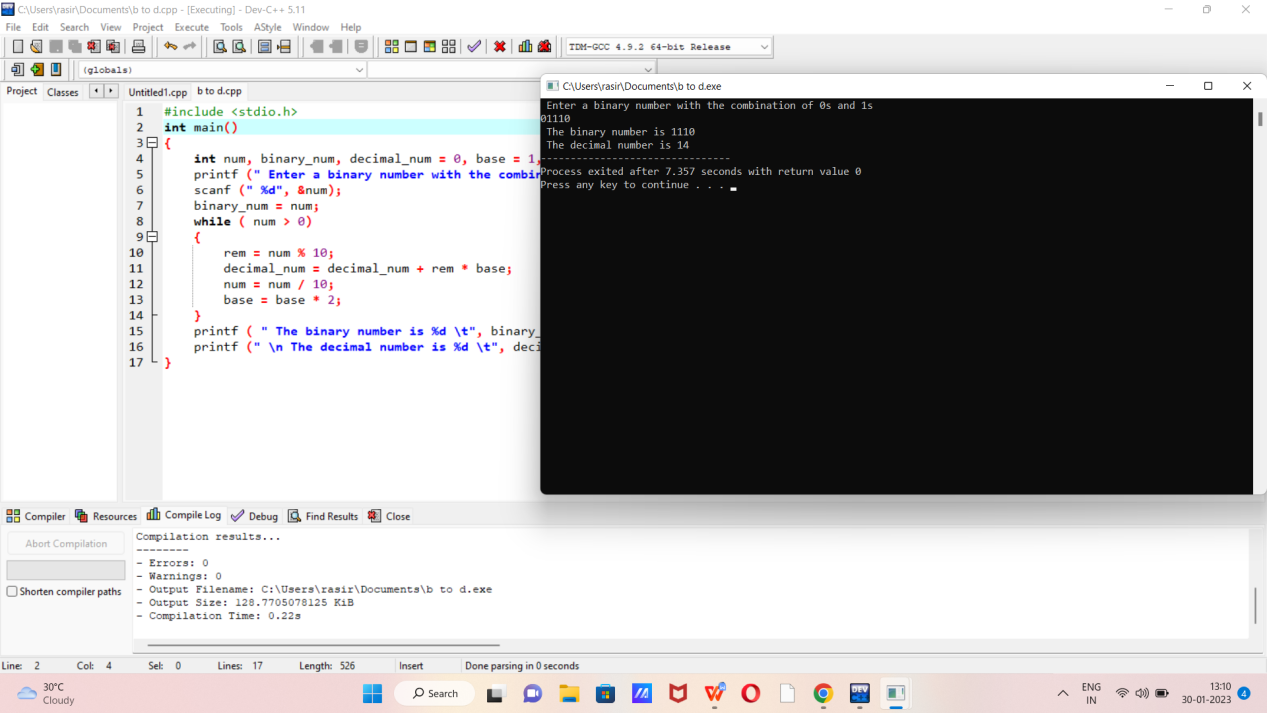 C:\Users\rasir\Documents\b to d.cpp - [Executing] - Dev-C++ 5.11
File Edit Search View Project Execute Tools AStyle Window Help
TDM-GCC 4.9.2 64-bit Release
(globals)
Project Classes
Untitled1.cpp b to d.cpp
1 #include <stdio.h>
2 int main()
3 {
4 int num, binary_num, decimal_num = 0, base = 1,
5 printf (" Enter a binary number with the combin
6 scanf (" %d", &num);
7 binary_num = num;
8 while ( num > 0)
9 {
10 rem = num % 10;
11 decimal_num = decimal_num + rem * base;
12 num = num / 10;
13 base = base * 2;
14 }
15 printf ( " The binary number is %d \t", binary_
16 printf (" \n The decimal number is %d \t", deci
17 }
C:\Users\rasir\Documents\b to d.exe
Enter a binary number with the combination of 0s and 1s
01110
The binary number is 1110
The decimal number is 14
--------------------------------
Process exited after 7.357 seconds with return value 0
Press any key to continue . . .
Compiler Resources Compile Log Debug Find Results Close
Abort Compilation
Shorten compiler paths
Compilation results...
--------
- Errors: 0
- Warnings: 0
- Output Filename: C:\Users\rasir\Documents\b to d.exe
- Output Size: 128.7705078125 KiB
- Compilation Time: 0.22s
Line: 2 Col: 4 Sel: 0 Lines: 17 Length: 526 Insert Done parsing in 0 seconds
30°C
Cloudy
Search
DEV
ENG
IN
13:10
30-01-2023
4